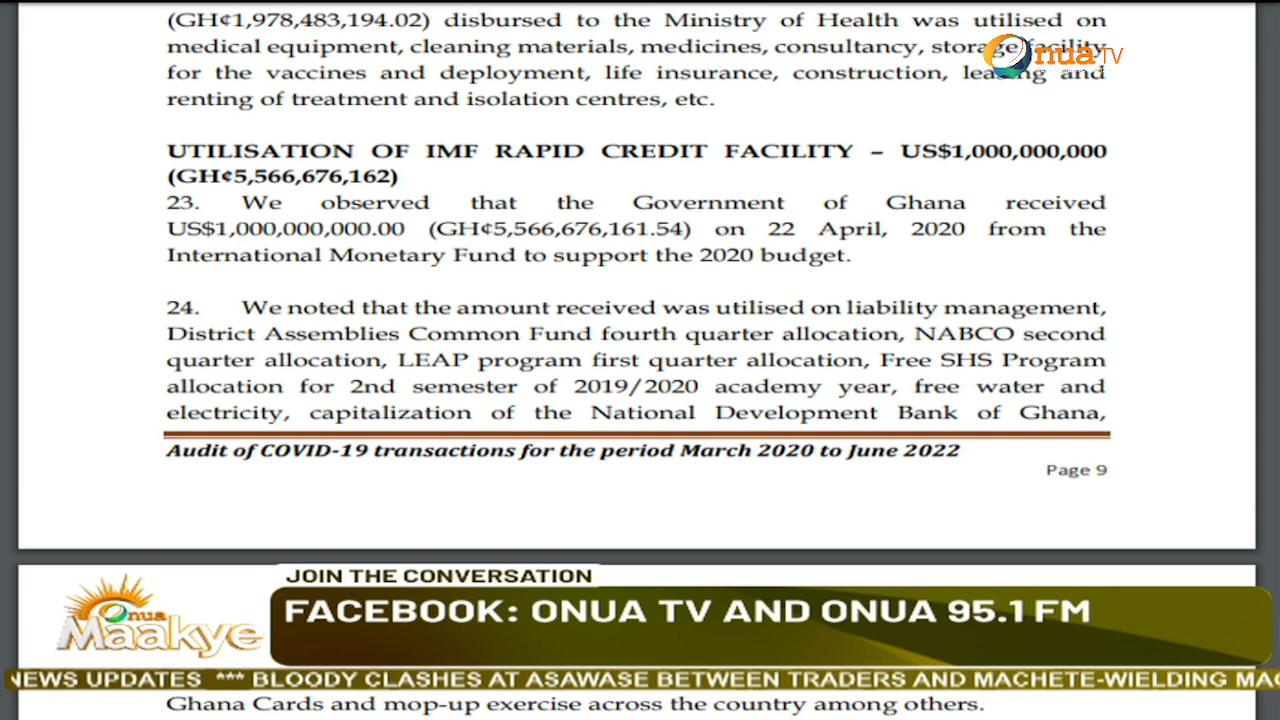 (GH¢1,978,483,194.02) disbursed to the Ministry of Health was utilised on
medical equipment, cleaning materials, medicines, consultancy, storage facility
for the vaccines and deployment, life insurance, construction, leasing and
renting of treatment and isolation centres, etc.
Onua TV
UTILISATION OF IMF RAPID CREDIT FACILITY – US$1,000,000,000
(GH¢5,566,676,162)
23. We observed that the Government of Ghana received
US$1,000,000,000.00 (GH¢5,566,676,161.54) on 22 April, 2020 from the
International Monetary Fund to support the 2020 budget.
24. We noted that the amount received was utilised on liability management,
District Assemblies Common Fund fourth quarter allocation, NABCO second
quarter allocation, LEAP program first quarter allocation, Free SHS Program
allocation for 2nd semester of 2019/2020 academy year, free water and
electricity, capitalization of the National Development Bank of Ghana,
Audit of COVID-19 transactions for the period March 2020 to June 2022
Page 9
JOIN THE CONVERSATION
Onua
Maakye
FACEBOOK: ONUA TV AND ONUA 95.1 FM
NEWS UPDATES *** BLOODY CLASHES AT ASAWASE BETWEEN TRADERS AND MACHETE-WIELDING MAC
Ghana Cards and mop-up exercise across the country among others.